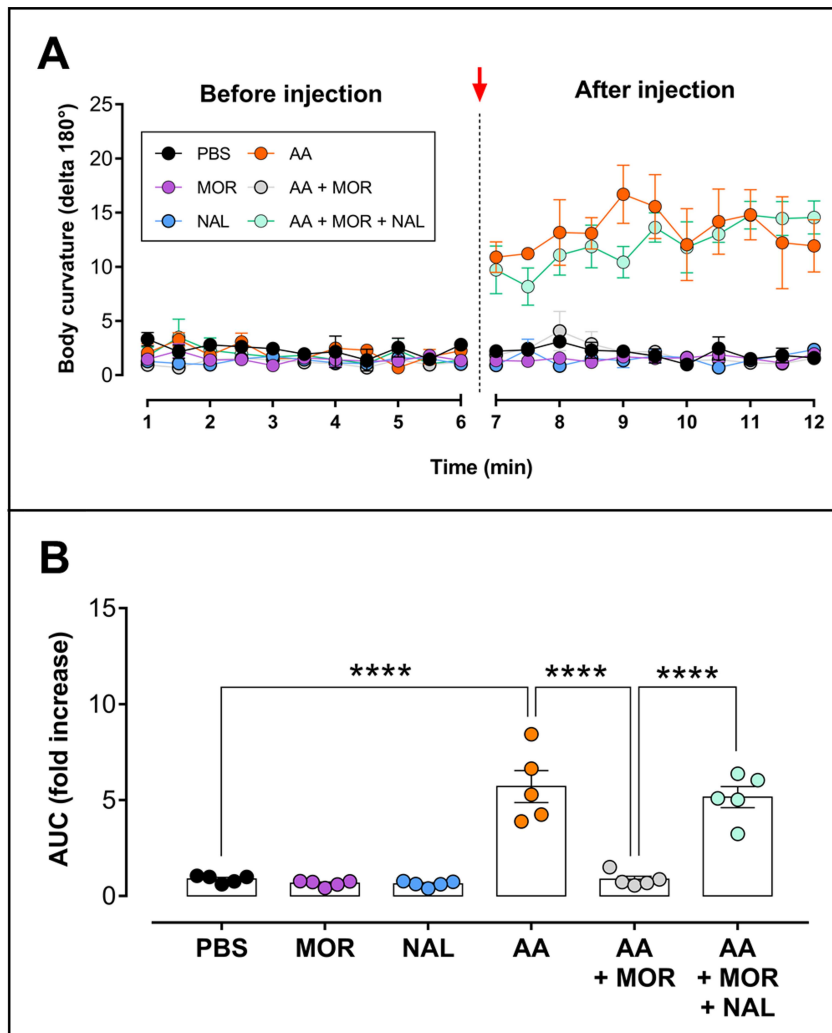 A
Before injection
After injection
Body curvature (delta 180°)
25
20
15
10
5
0
PBS
AA
MOR
AA + MOR
NAL
AA + MOR + NAL
1 2 3 4 5 6 7 8 9 10 11 12
Time (min)
B
AUC (fold increase)
15
10
5
0
**** **** ****
PBS MOR NAL AA AA AA
+ MOR + MOR
+ NAL